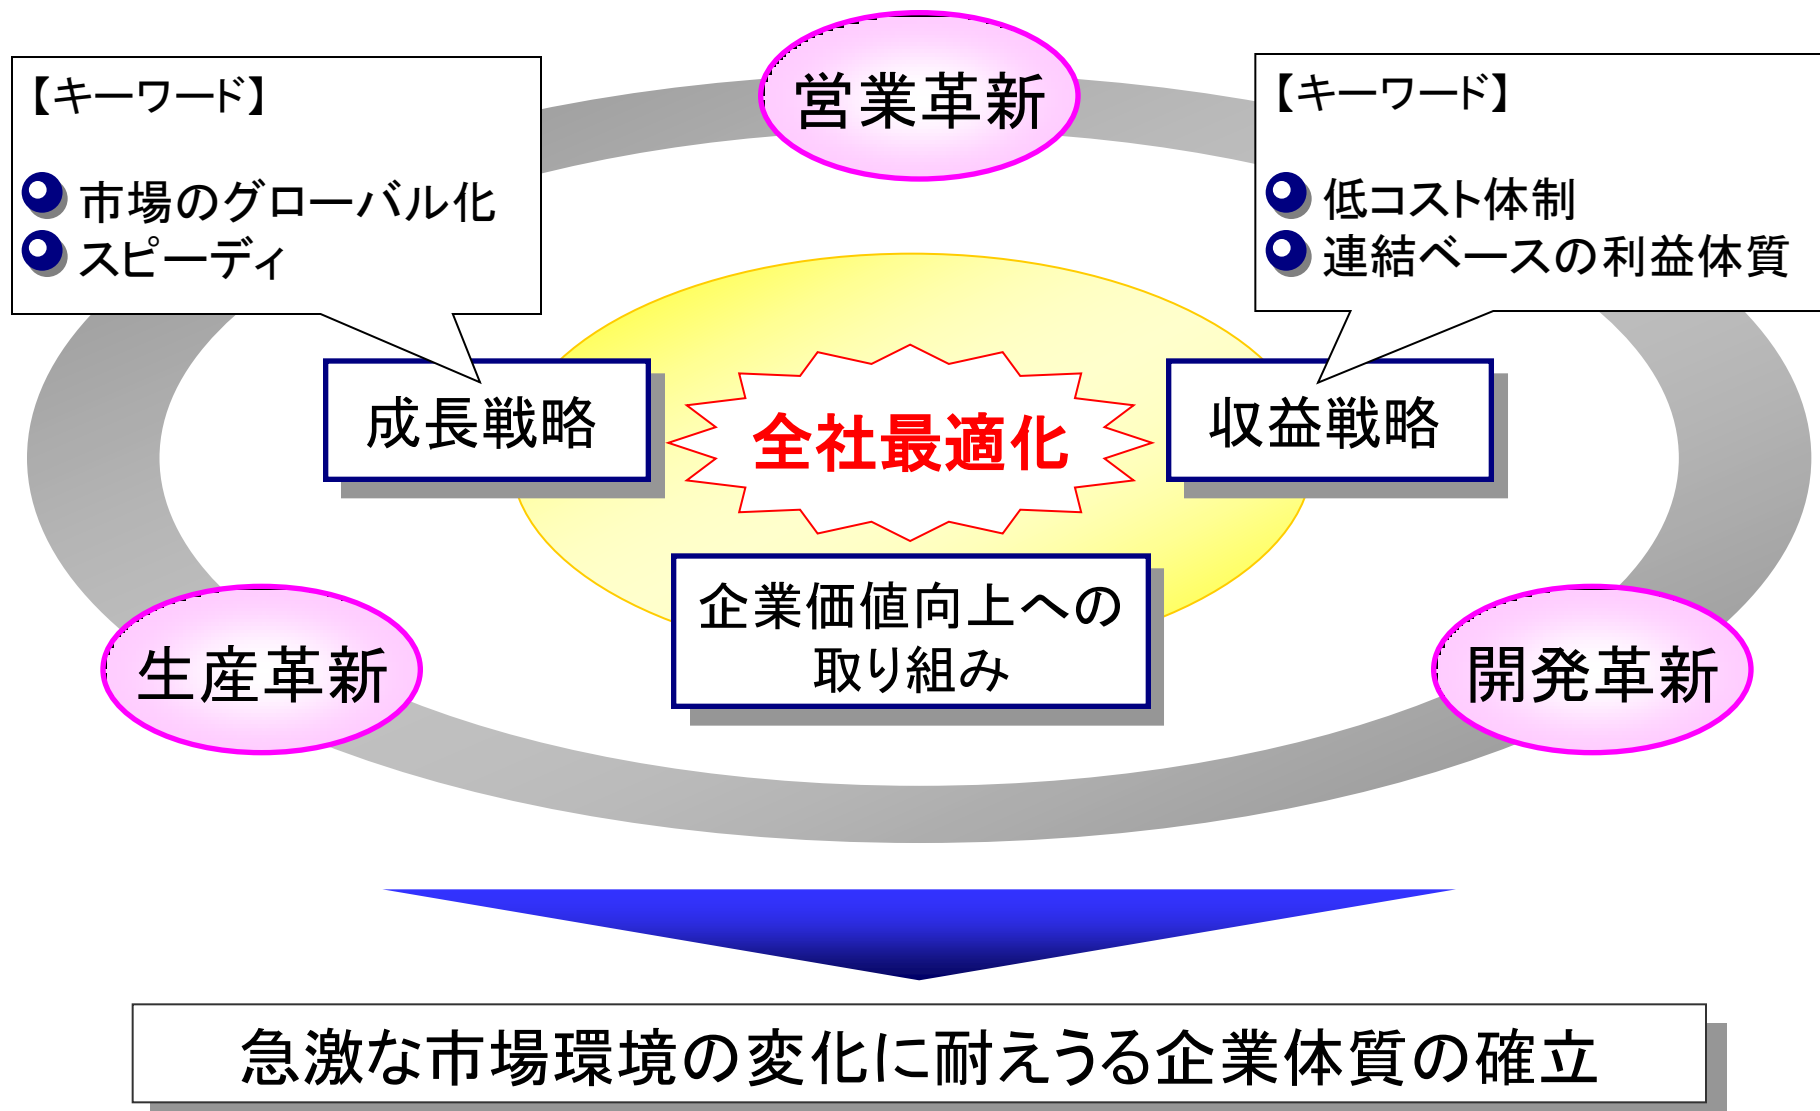 営業革新
【キーワード】
市場のグローバル化
スピーディ
【キーワード】
低コスト体制
連結ベースの利益体質
成長戦略
全社最適化
収益戦略
企業価値向上への
取り組み
生産革新
開発革新
急激な市場環境の変化に耐えうる企業体質の確立